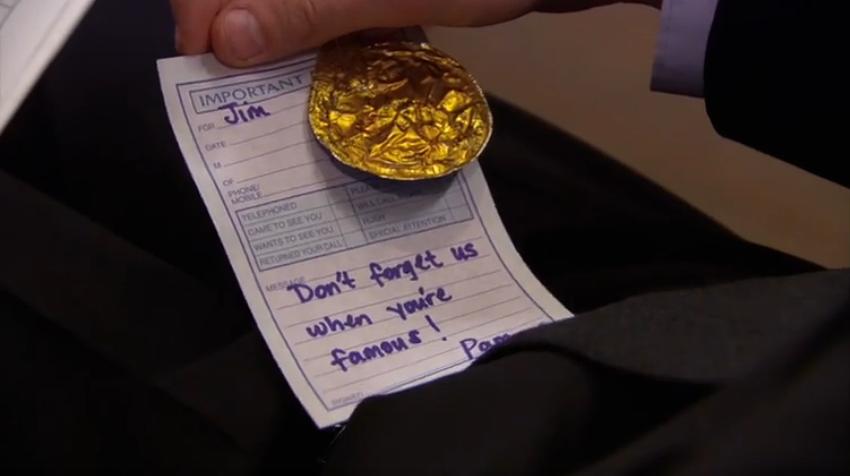 IMPORTANT
FOR Jim
DATE
M
OF
PHONE/
MOBILE
TELEPHONED
CAME TO SEE YOU
WANTS TO SEE YOU
RETURNED YOUR CALL
RUSH
SPECIAL ATTENTION
MESSAGE
Don't forget us
when you're
famous!
Pam
SIGNED